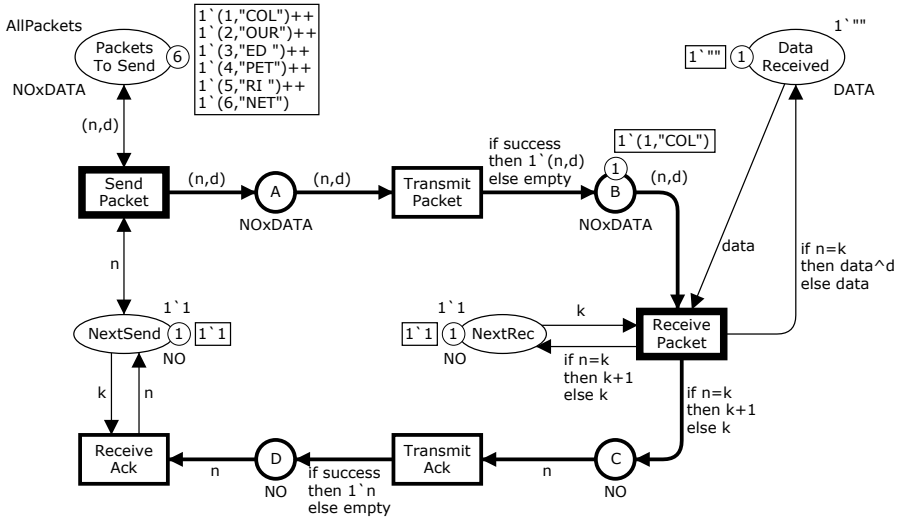 AllPackets
Packets
To Send
6
1`(1,"COL")++
1`(2,"OUR")++
1`(3,"ED ")++
1`(4,"PET")++
1`(5,"RI ")++
1`(6,"NET")
NOxDATA
(n,d)
1`""
1`""
1
Data
Received
DATA
Send
Packet
(n,d)
A
NOxDATA
(n,d)
Transmit
Packet
if success
then 1`(n,d)
else empty
1`(1,"COL")
1
B
NOxDATA
(n,d)
data
if n=k
then data^d
else data
n
1`1
NextSend
1
1`1
NO
1`1
1`1
1
NextRec
NO
k
if n=k
then k+1
else k
Receive
Packet
if n=k
then k+1
else k
k
n
Receive
Ack
n
D
NO
if success
then 1`n
else empty
Transmit
Ack
n
C
NO